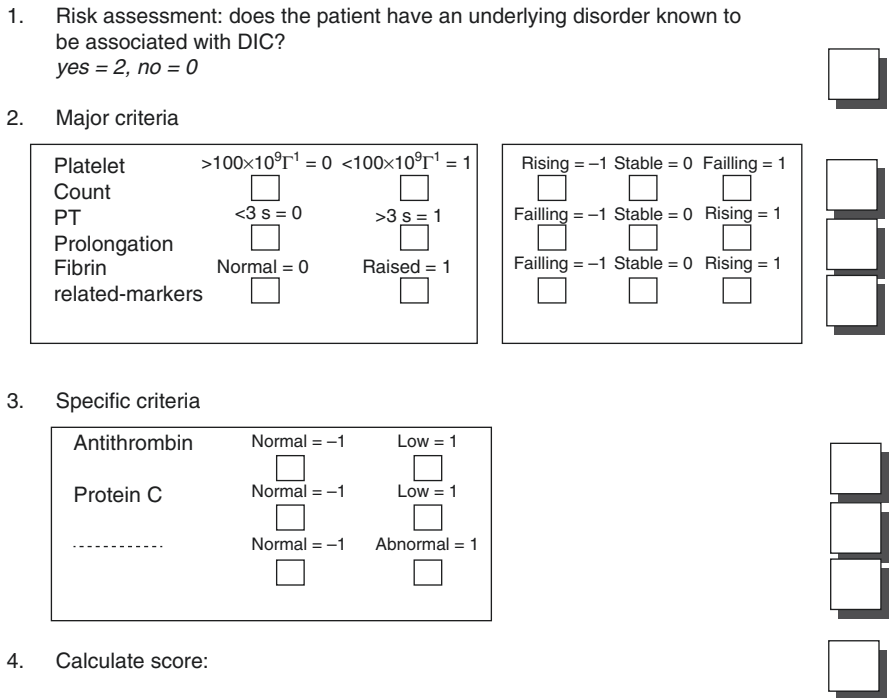 1. Risk assessment: does the patient have an underlying disorder known to
be associated with DIC?
yes = 2, no = 0
2. Major criteria
Platelet Count >100×10⁹Γ¹ = 0 <100×10⁹Γ¹ = 1 Rising = –1 Stable = 0 Failling = 1
PT Prolongation <3 s = 0 >3 s = 1 Failling = –1 Stable = 0 Rising = 1
Fibrin related-markers Normal = 0 Raised = 1 Failling = –1 Stable = 0 Rising = 1
3. Specific criteria
Antithrombin Normal = –1 Low = 1
Protein C Normal = –1 Low = 1
Normal = –1 Abnormal = 1
4. Calculate score: